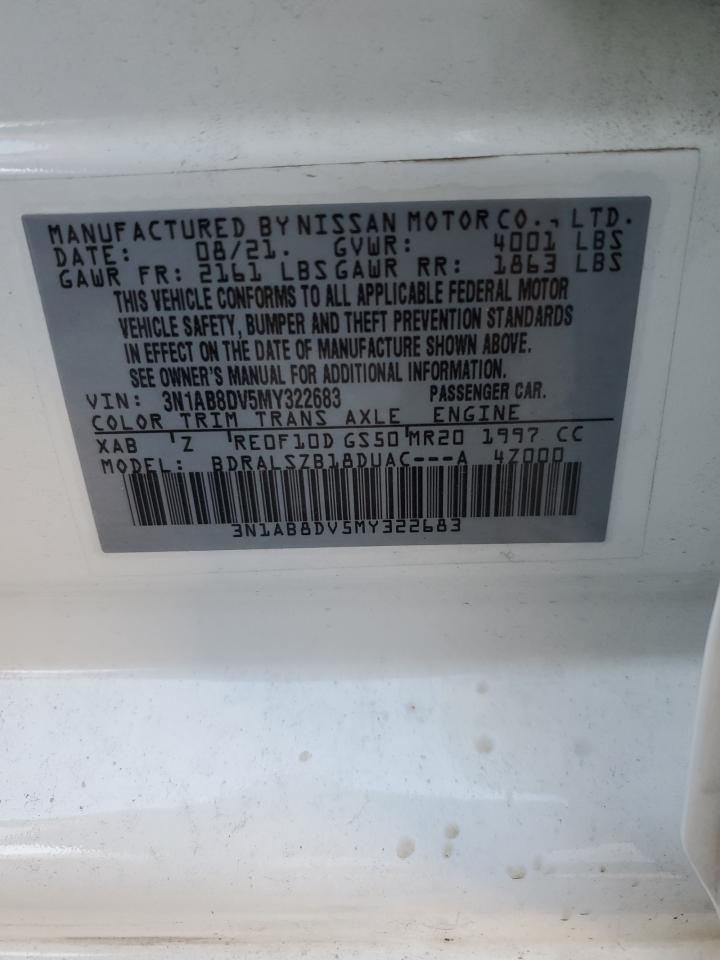 MANUFACTURED BY NISSAN MOTOR CO., LTD.
DATE: 08/21. GVWR: 4001 LBS
GAWR FR: 2161 LBS GAWR RR: 1863 LBS
THIS VEHICLE CONFORMS TO ALL APPLICABLE FEDERAL MOTOR
VEHICLE SAFETY, BUMPER AND THEFT PREVENTION STANDARDS
IN EFFECT ON THE DATE OF MANUFACTURE SHOWN ABOVE.
SEE OWNER'S MANUAL FOR ADDITIONAL INFORMATION.
VIN: 3N1AB8DV5MY322683 PASSENGER CAR.
COLOR TRIM TRANS AXLE ENGINE
XAB Z RE0F10D GS50 MR20 1997 CC
MODEL: BDRALSZB18DUAC---A 4Z000
3N1AB8DV5MY322683